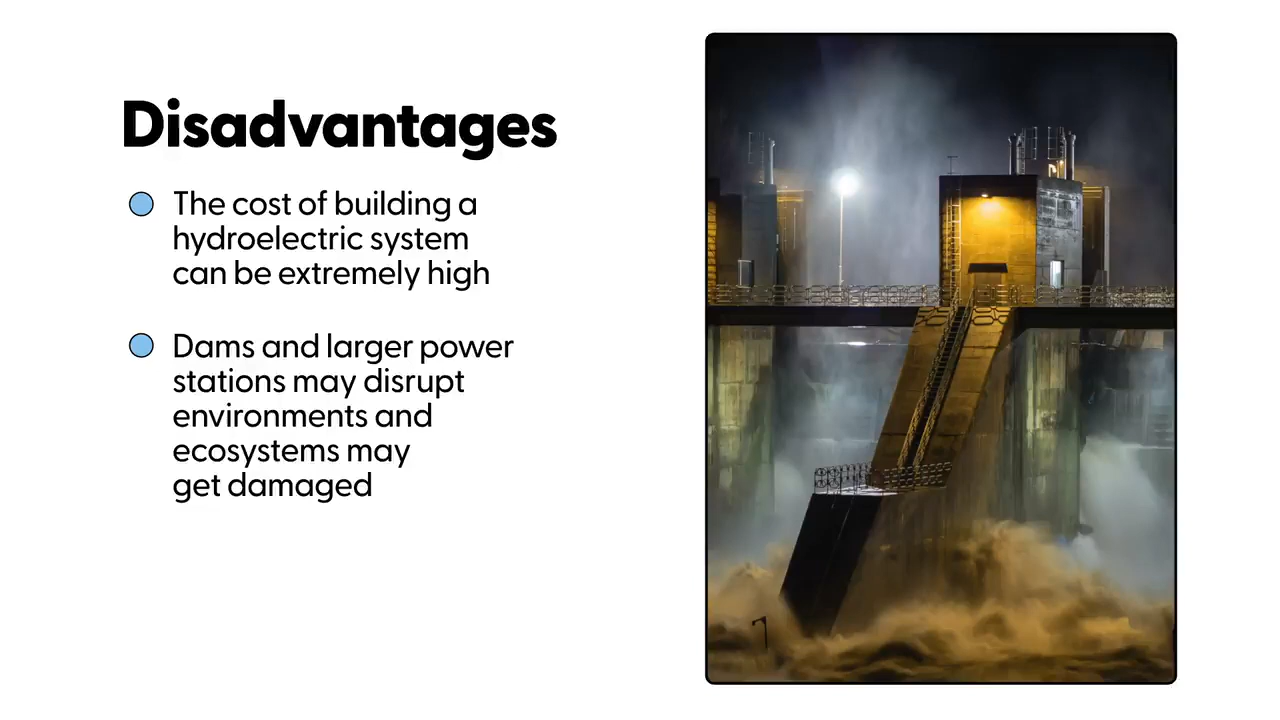 Disadvantages
The cost of building a
hydroelectric system
can be extremely high
Dams and larger power
stations may disrupt
environments and
ecosystems may
get damaged